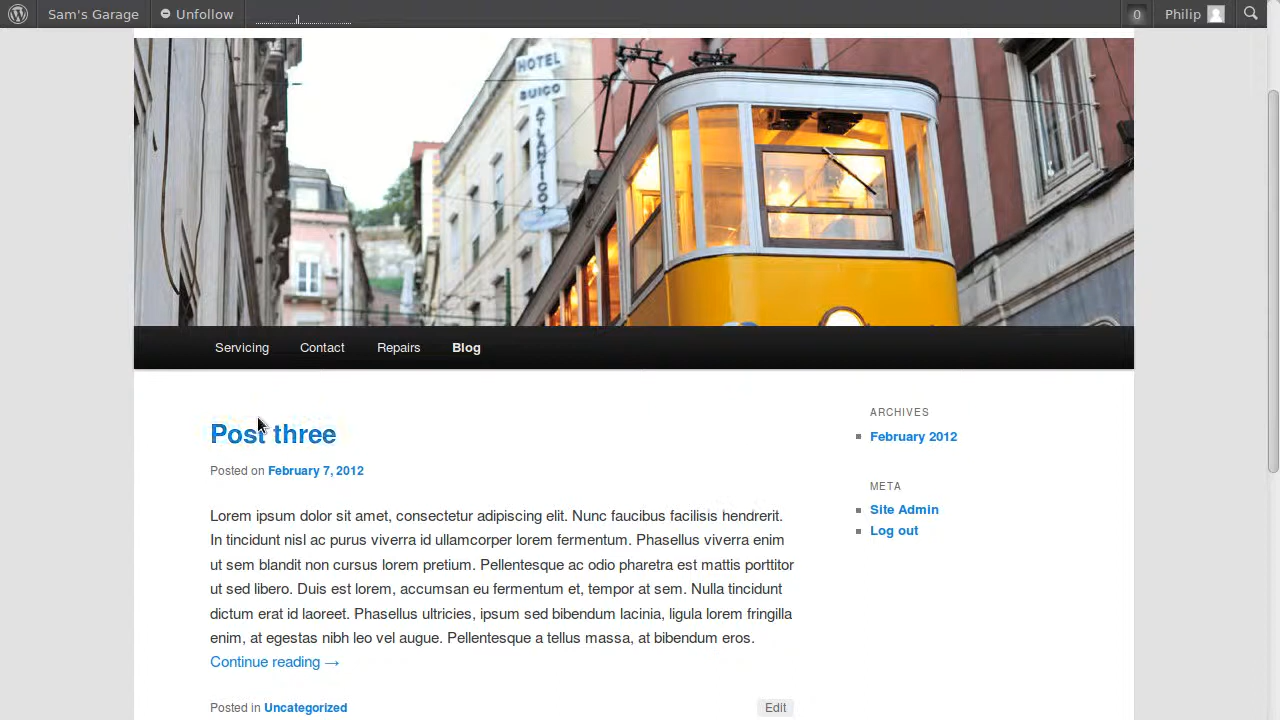 Sam's Garage Unfollow 0 Philip
HOTEL
SUIÇO
ATLANTICO
Servicing Contact Repairs Blog
Post three
Posted on February 7, 2012
Lorem ipsum dolor sit amet, consectetur adipiscing elit. Nunc faucibus facilisis hendrerit.
In tincidunt nisl ac purus viverra id ullamcorper lorem fermentum. Phasellus viverra enim
ut sem blandit non cursus lorem pretium. Pellentesque ac odio pharetra est mattis porttitor
ut sed libero. Duis est lorem, accumsan eu fermentum et, tempor at sem. Nulla tincidunt
dictum erat id laoreet. Phasellus ultricies, ipsum sed bibendum lacinia, ligula lorem fringilla
enim, at egestas nibh leo vel augue. Pellentesque a tellus massa, at bibendum eros.
Continue reading →
Posted in Uncategorized Edit
ARCHIVES
February 2012
META
Site Admin
Log out